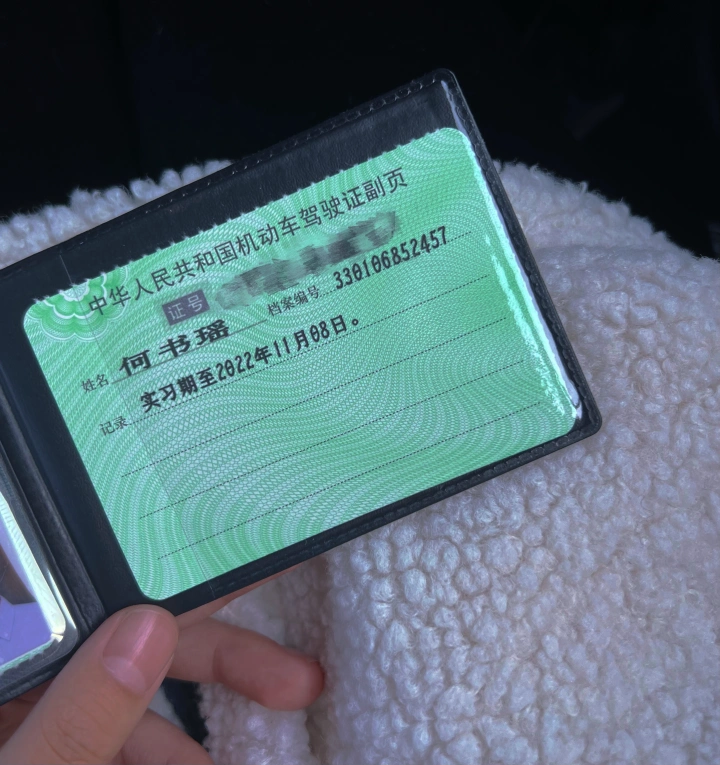 中华人民共和国机动车驾驶证副页
证号
姓名 何书瑶 档案编号 330106852457
记录 实习期至2022年11月08日。